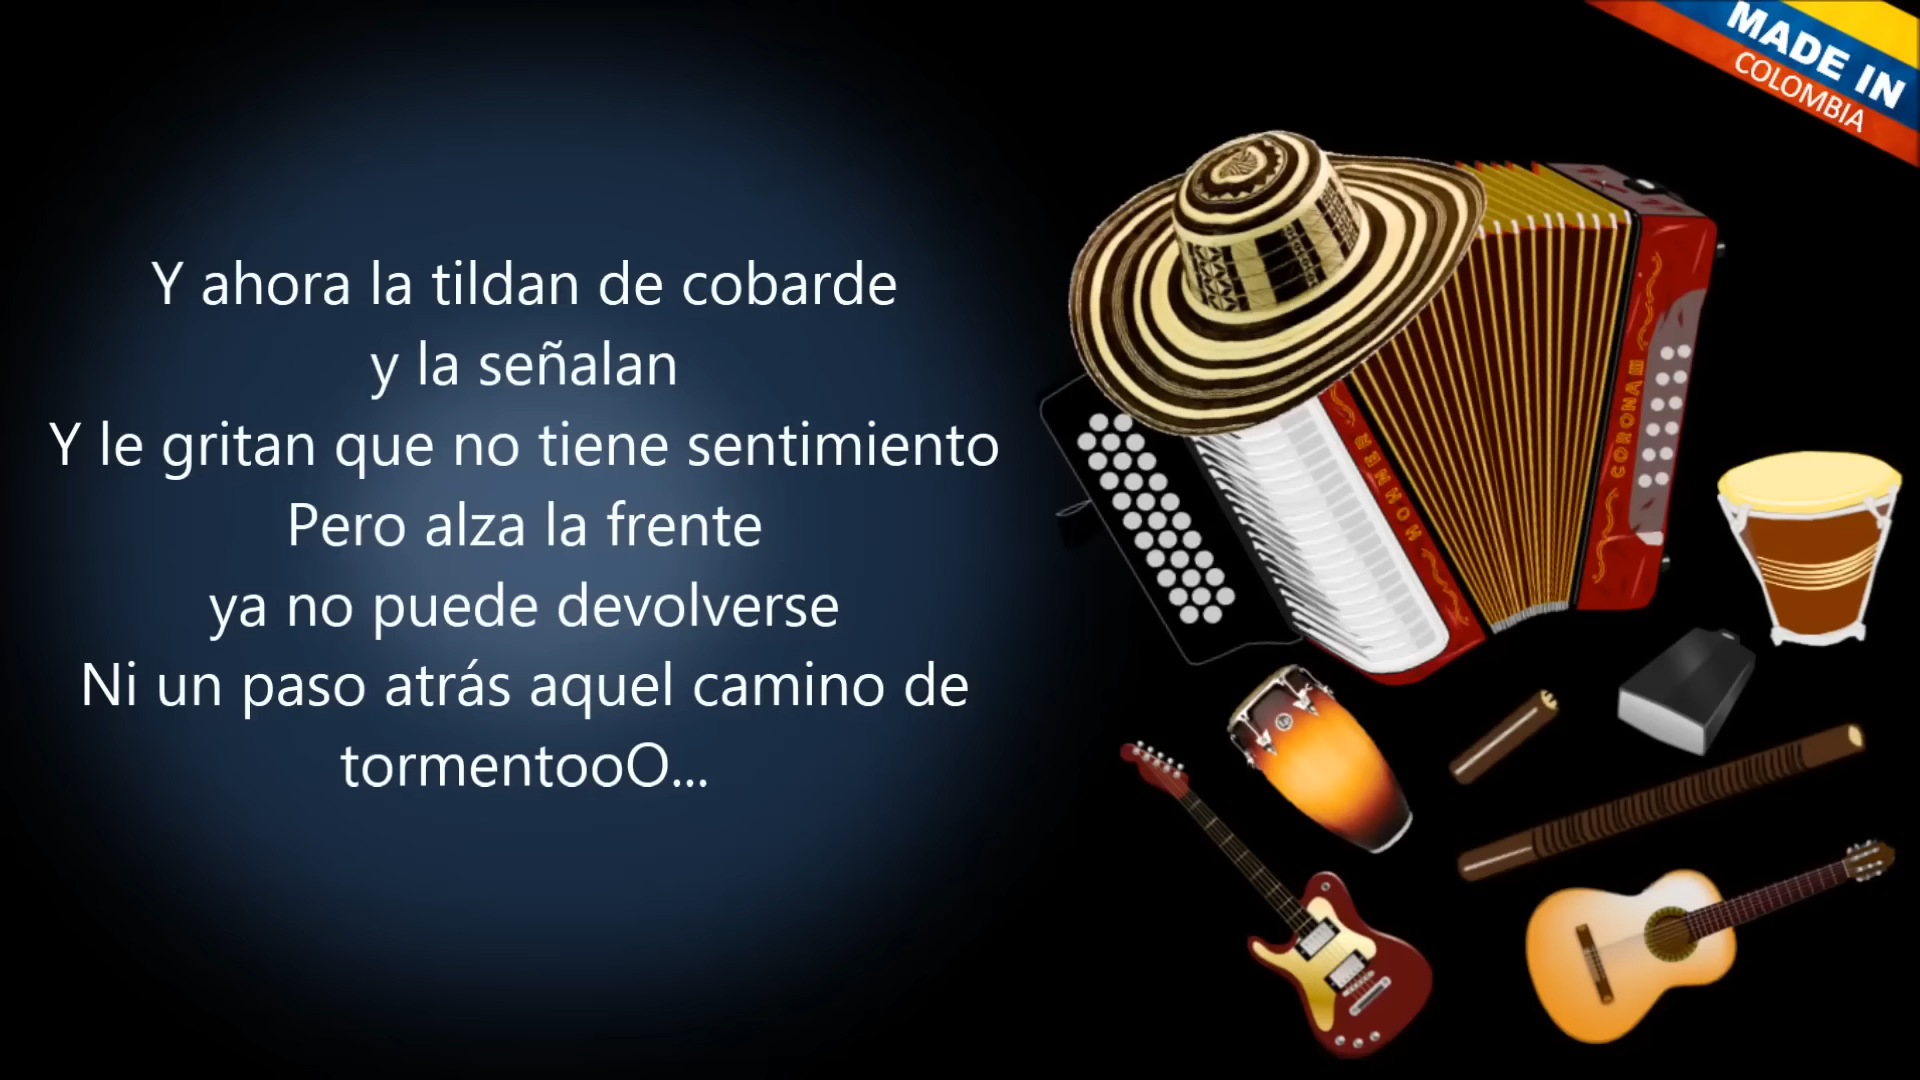 MADE IN
COLOMBIA
Y ahora la tildan de cobarde
y la señalan
Y le gritan que no tiene sentimiento
Pero alza la frente
ya no puede devolverse
Ni un paso atrás aquel camino de
tormentooO...
HOHNER
CORONA III